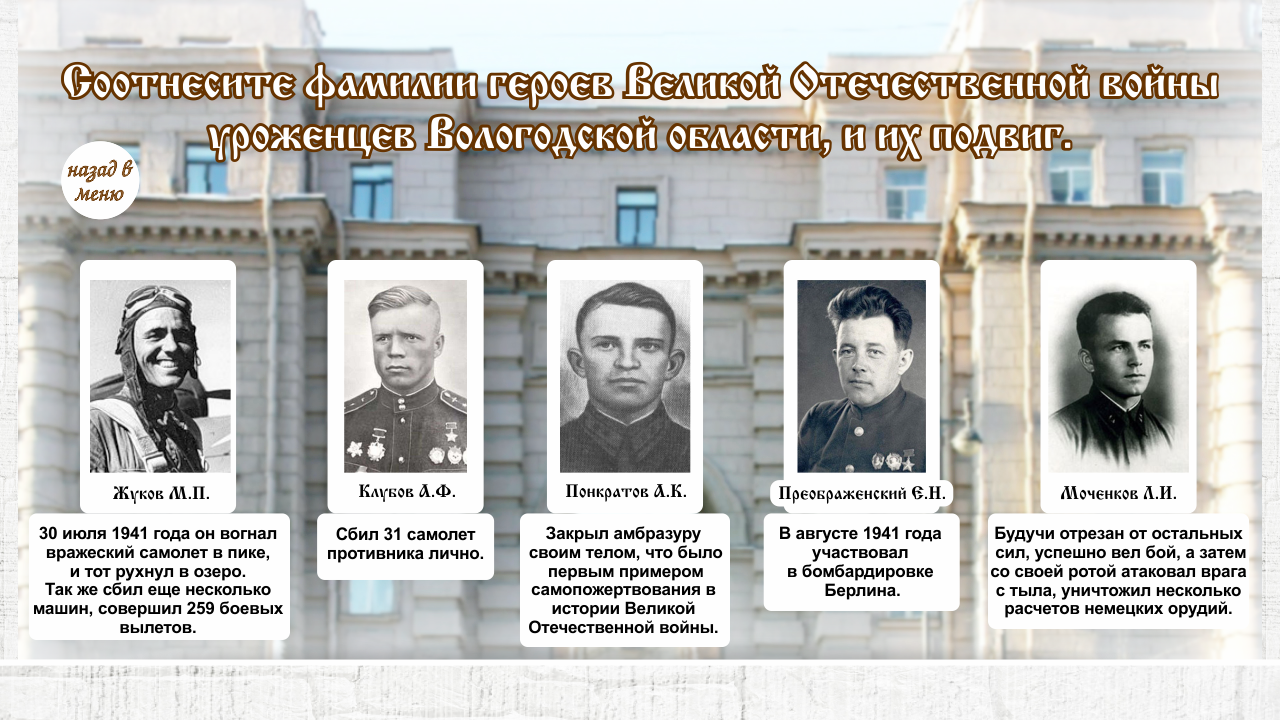 Соотнесите фамилии героев Великой Отечественной войны
уроженцев Вологодской области, и их подвиг.
назад в
меню
Жуков М.П.
30 июля 1941 года он вогнал
вражеский самолет в пике,
и тот рухнул в озеро.
Так же сбил еще несколько
машин, совершил 259 боевых
вылетов.
Клубов А.Ф.
Сбил 31 самолет
противника лично.
Понкратов А.К.
Закрыл амбразуру
своим телом, что было
первым примером
самопожертвования в
истории Великой
Отечественной войны.
Преображенский Е.Н.
В августе 1941 года
участвовал
в бомбардировке
Берлина.
Моченков Л.И.
Будучи отрезан от остальных
сил, успешно вел бой, а затем
со своей ротой атаковал врага
с тыла, уничтожил несколько
расчетов немецких орудий.